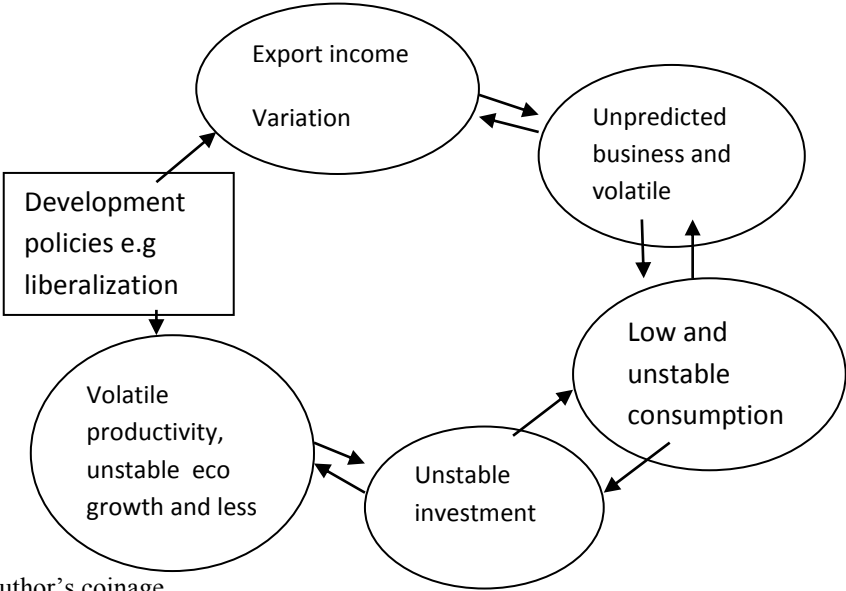 Export income
Variation
Unpredicted
business and
volatile
Development
policies e.g
liberalization
Low and
unstable
consumption
Volatile
productivity,
unstable eco
growth and less
Unstable
investment
uthor's coinage